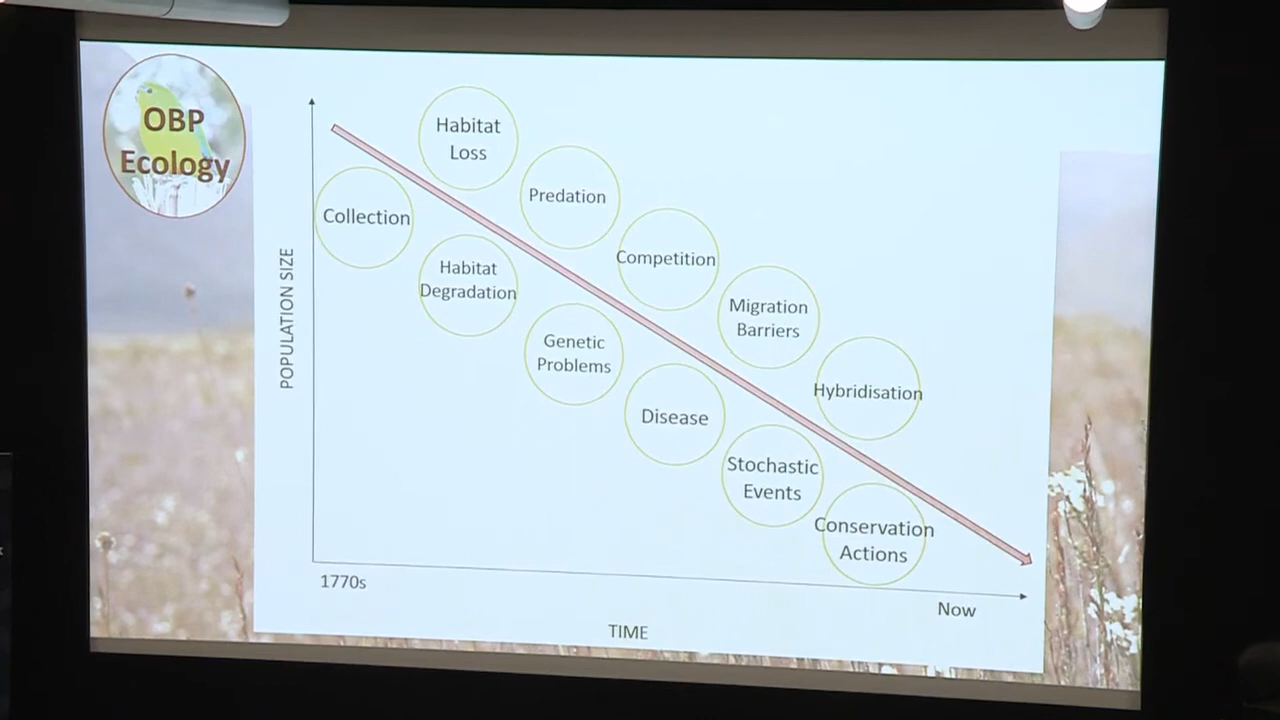 OBP
Ecology
POPULATION SIZE
Habitat
Loss
Predation
Collection
Competition
Habitat
Degradation
Migration
Barriers
Genetic
Problems
Hybridisation
Disease
Stochastic
Events
Conservation
Actions
1770s
Now
TIME